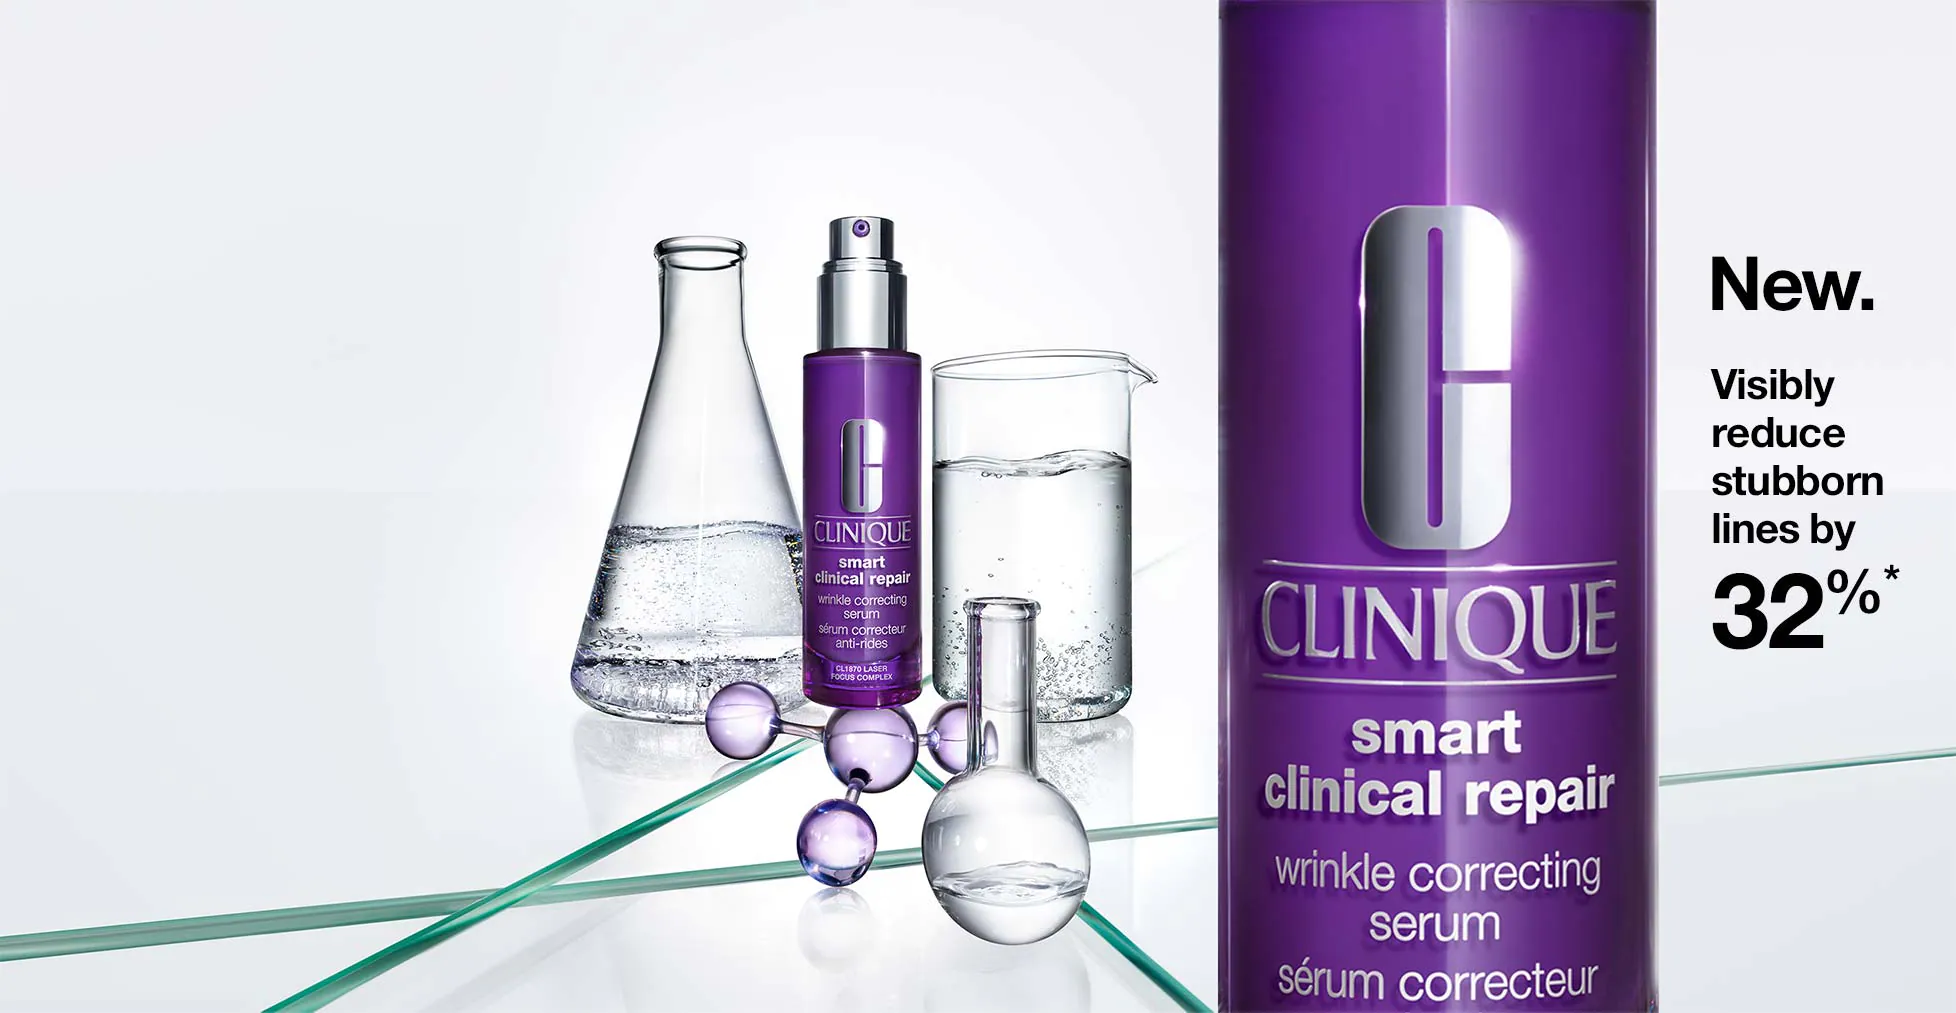 CLINIQUE
smart
clinical repair
wrinkle correcting
serum
sérum correcteur
anti-rides
CL1870 LASER
FOCUS COMPLEX
CLINIQUE
smart
clinical repair
wrinkle correcting
serum
sérum correcteur
New.
Visibly
reduce
stubborn
lines by
32%*